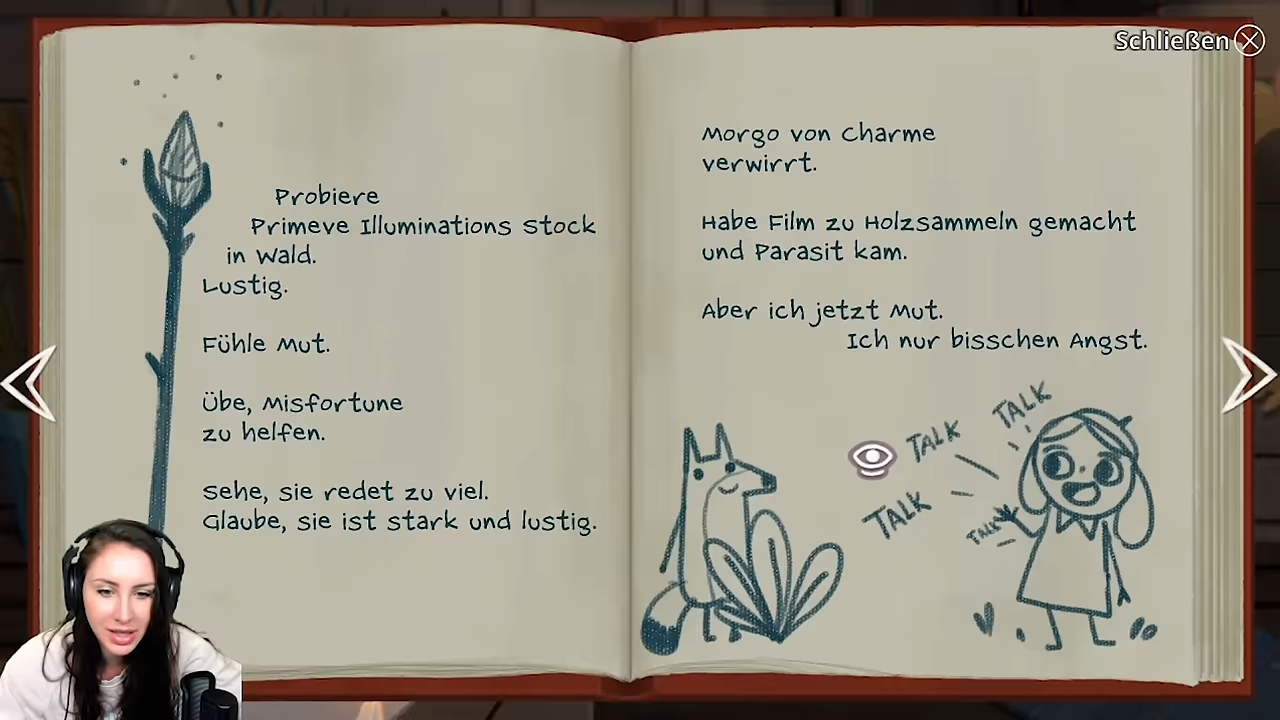 Schließen
Probiere
Primeve Illuminations Stock
in Wald.
Lustig.
Fühle Mut.
Übe, Misfortune
zu helfen.
Sehe, sie redet zu viel.
Glaube, sie ist stark und lustig.
Morgo von Charme
verwirrt.
Habe Film zu Holzsammeln gemacht
und Parasit kam.
Aber ich jetzt Mut.
Ich nur bisschen Angst.
TALK
TALK
TALK
TALK